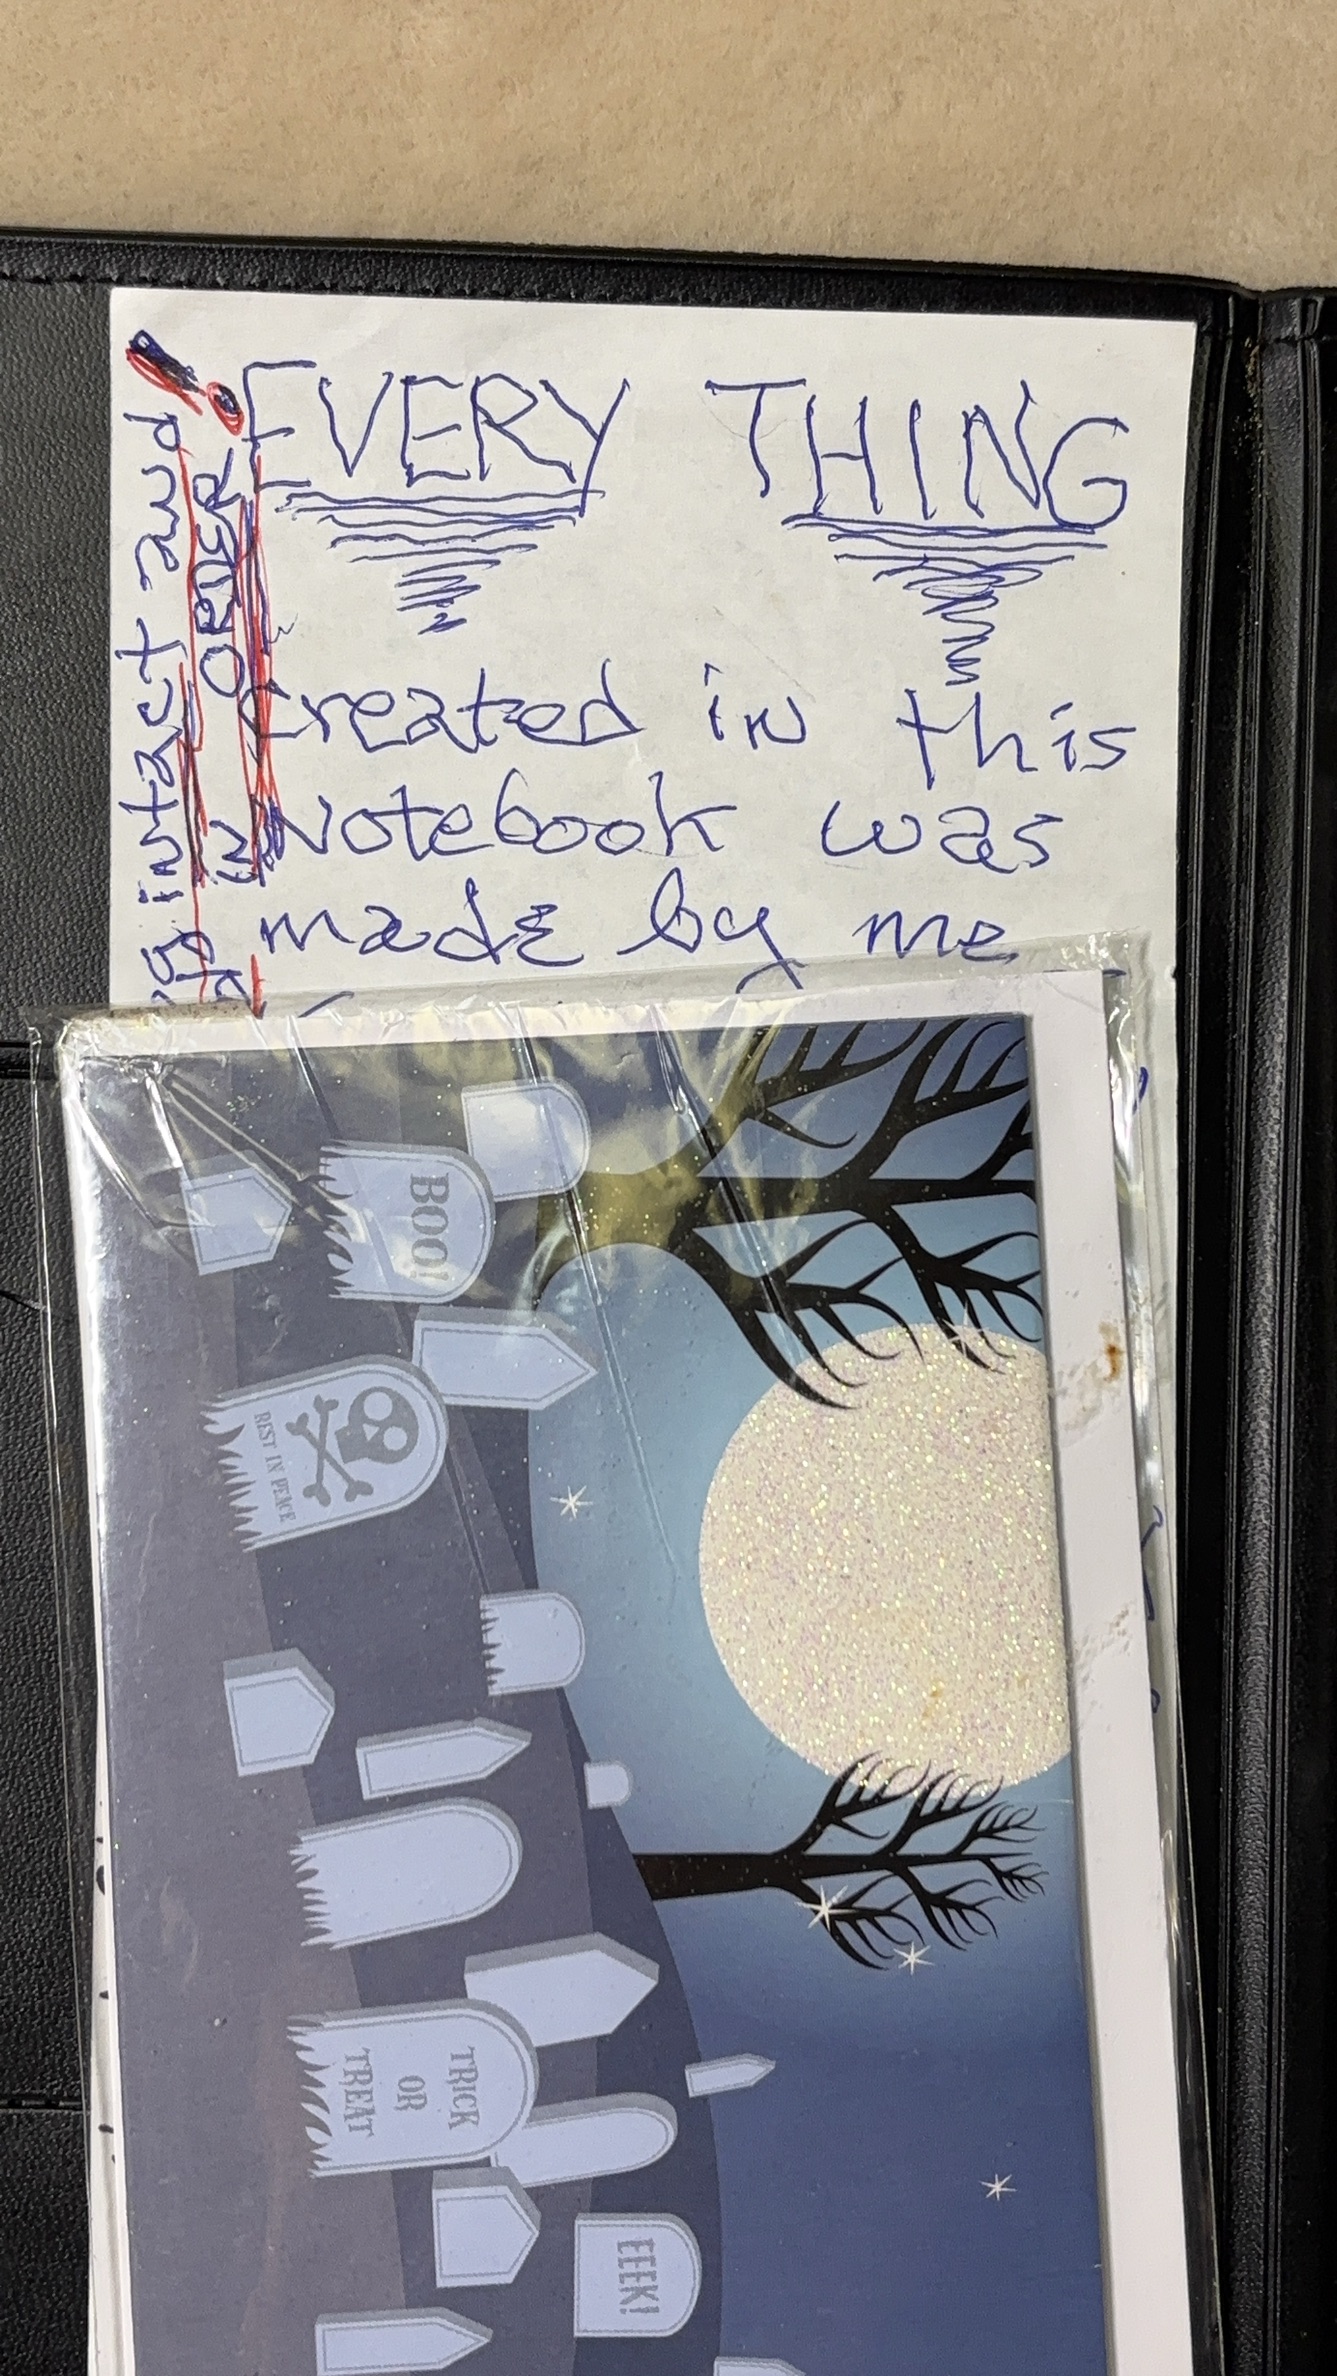 EVERY THING
created in this
Notebook was
made by me
intact and
IN
BOO!
REST IN PEACE
TRICK
OR
TREAT
EEEK!